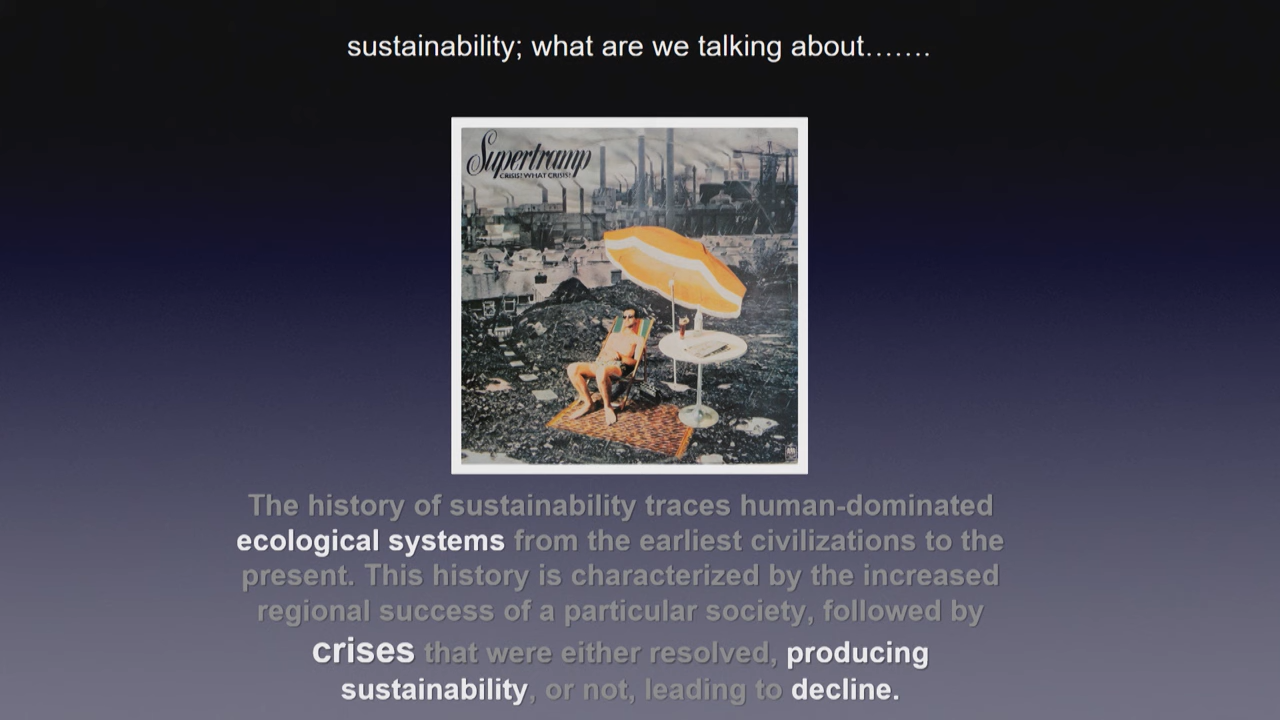 sustainability; what are we talking about…….
Supertramp
CRISIS? WHAT CRISIS?
The history of sustainability traces human-dominated
ecological systems from the earliest civilizations to the
present. This history is characterized by the increased
regional success of a particular society, followed by
crises that were either resolved, producing
sustainability, or not, leading to decline.